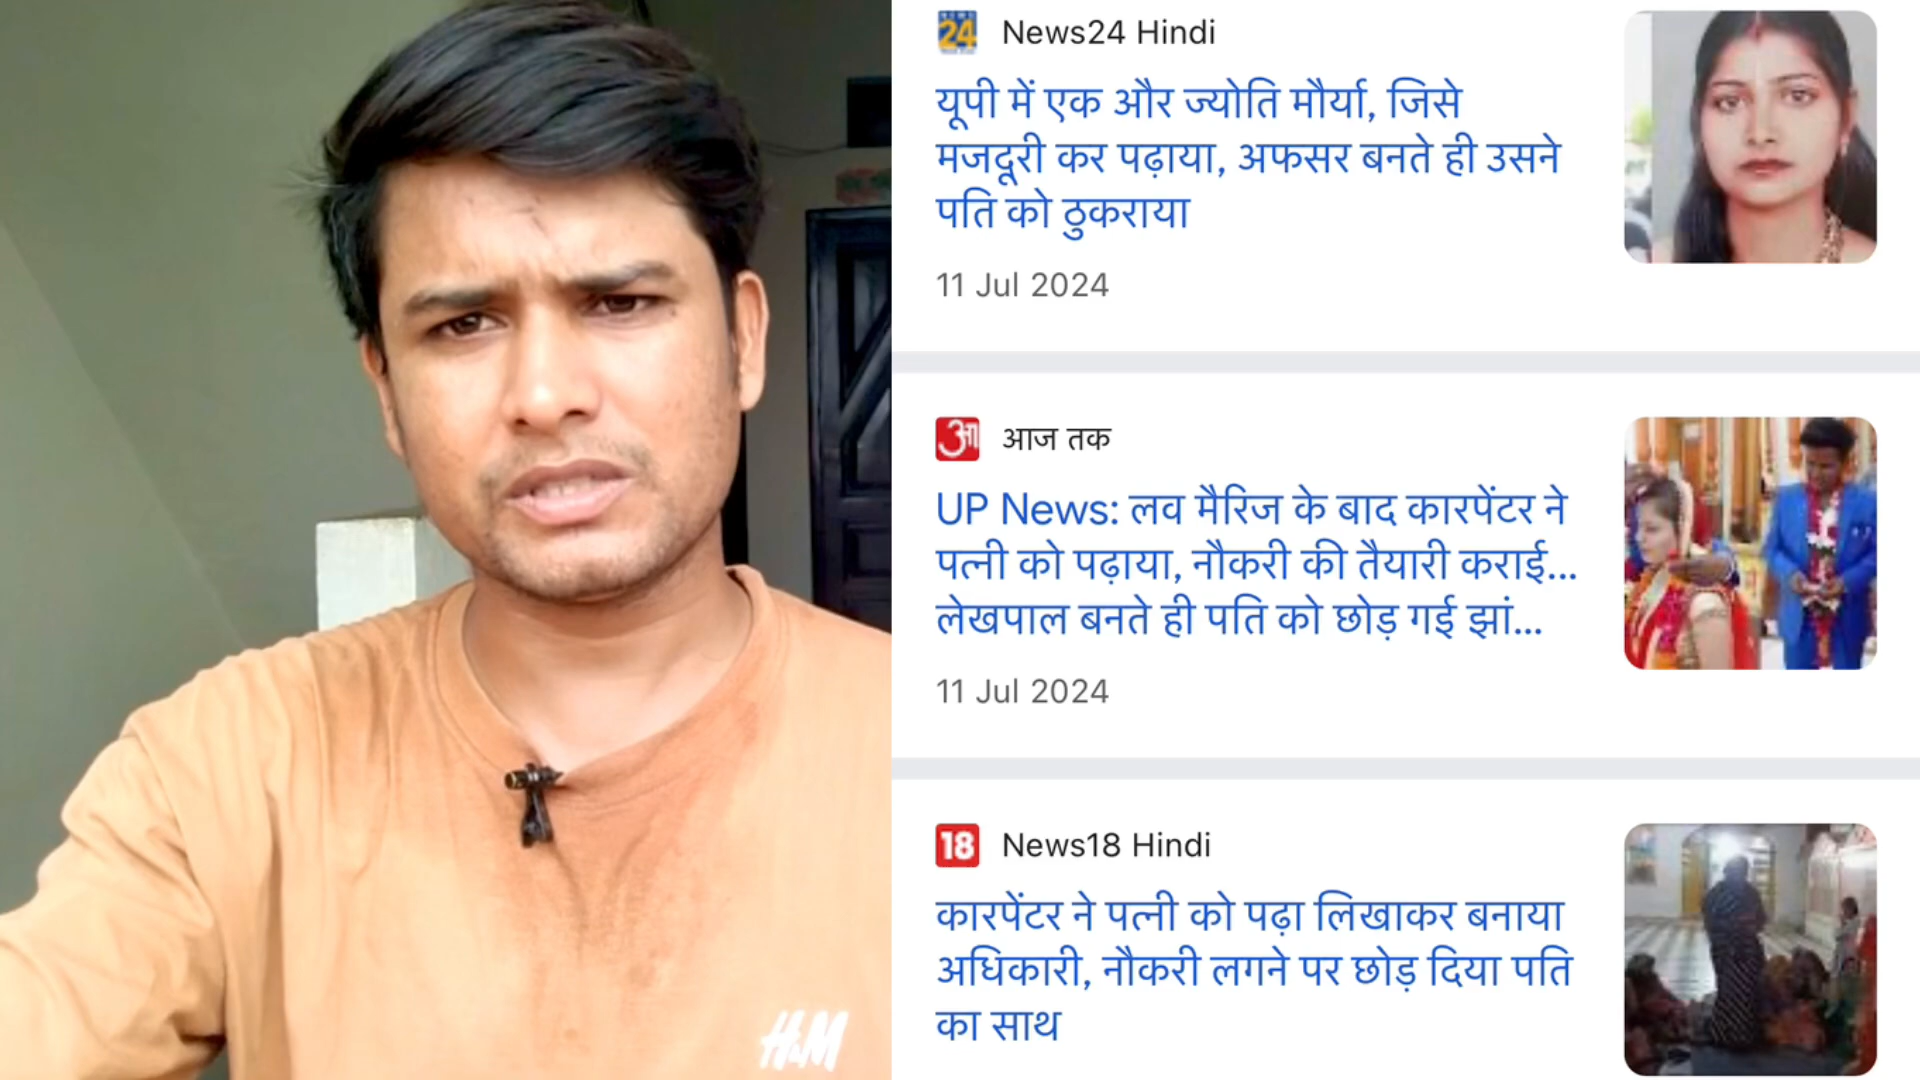 24
News24 Hindi
यूपी में एक और ज्योति मौर्या, जिसे
मजदूरी कर पढ़ाया, अफसर बनते ही उसने
पति को ठुकराया
11 Jul 2024
आज तक
UP News: लव मैरिज के बाद कारपेंटर ने
पत्नी को पढ़ाया, नौकरी की तैयारी कराई...
लेखपाल बनते ही पति को छोड़ गई झां...
11 Jul 2024
18
News18 Hindi
कारपेंटर ने पत्नी को पढ़ा लिखाकर बनाया
अधिकारी, नौकरी लगने पर छोड़ दिया पति
का साथ
H&M